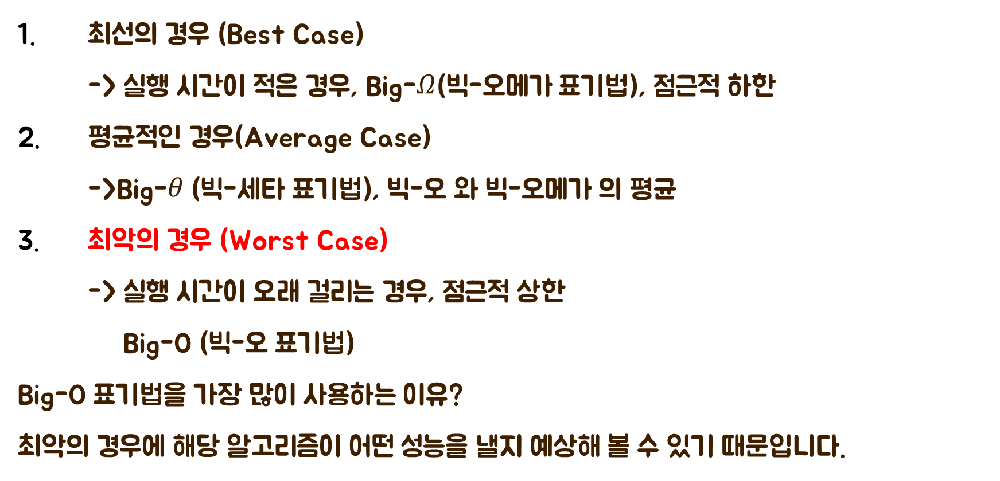 1. 최선의 경우 (Best Case)
-> 실행 시간이 적은 경우, Big-Ω(빅-오메가 표기법), 점근적 하한
2. 평균적인 경우(Average Case)
->Big-θ (빅-세타 표기법), 빅-오 와 빅-오메가 의 평균
3. 최악의 경우 (Worst Case)
-> 실행 시간이 오래 걸리는 경우, 점근적 상한
Big-O (빅-오 표기법)
Big-O 표기법을 가장 많이 사용하는 이유?
최악의 경우에 해당 알고리즘이 어떤 성능을 낼지 예상해 볼 수 있기 때문입니다.